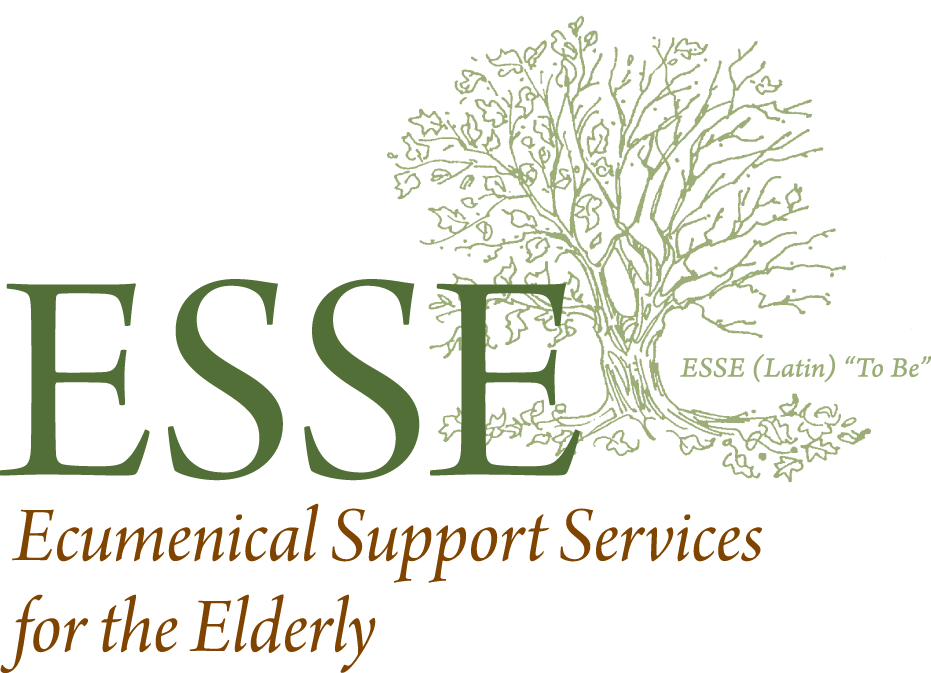 ESSE
ESSE (Latin) “To Be”
Ecumenical Support Services
for the Elderly